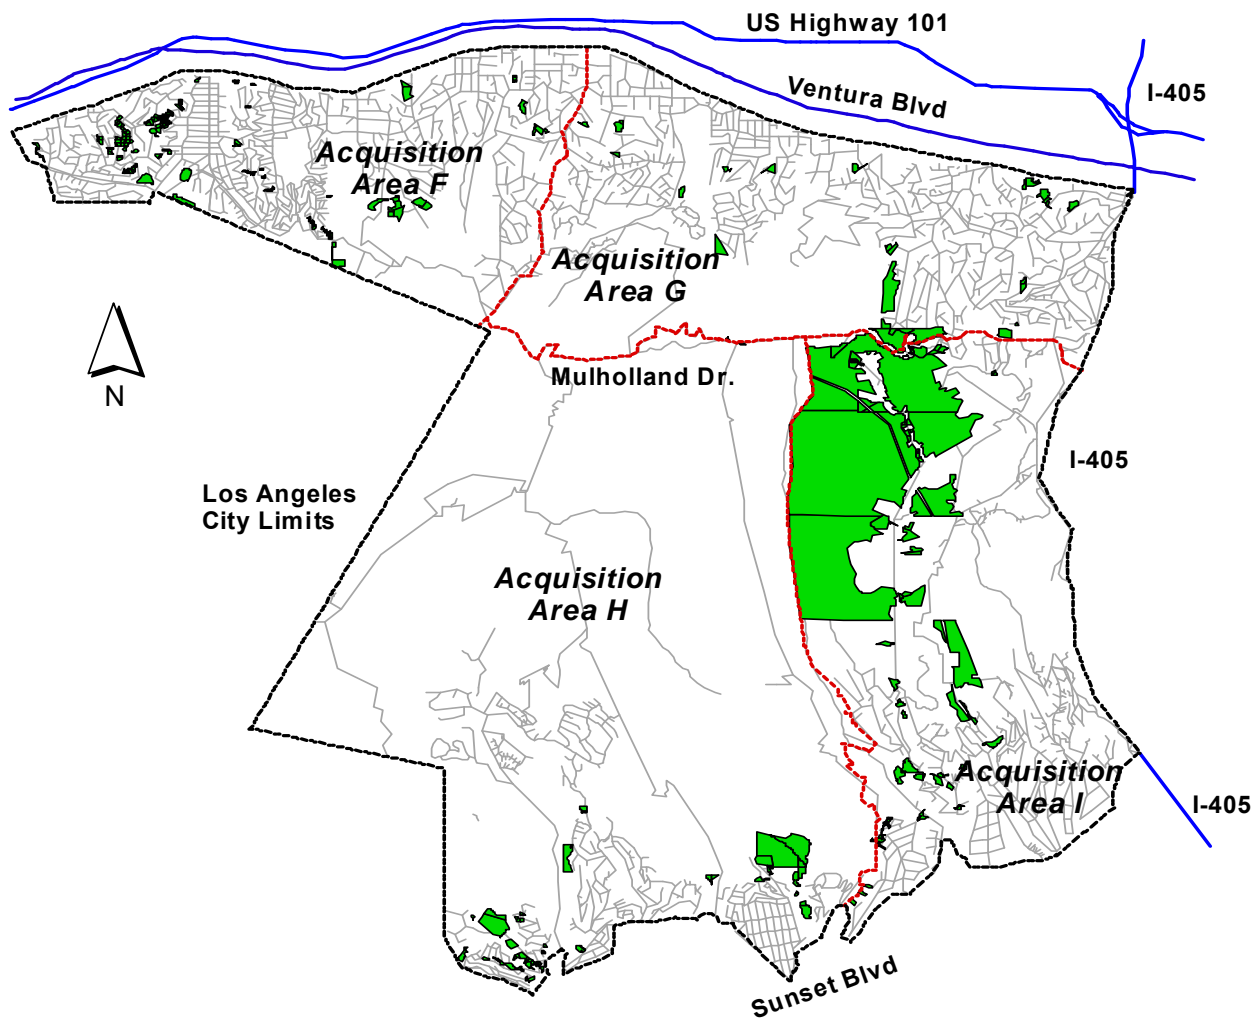 US Highway 101
Ventura Blvd
I-405
Acquisition
Area F
Acquisition
Area G
N
Mulholland Dr.
I-405
Los Angeles
City Limits
Acquisition
Area H
Acquisition
Area I
I-405
Sunset Blvd